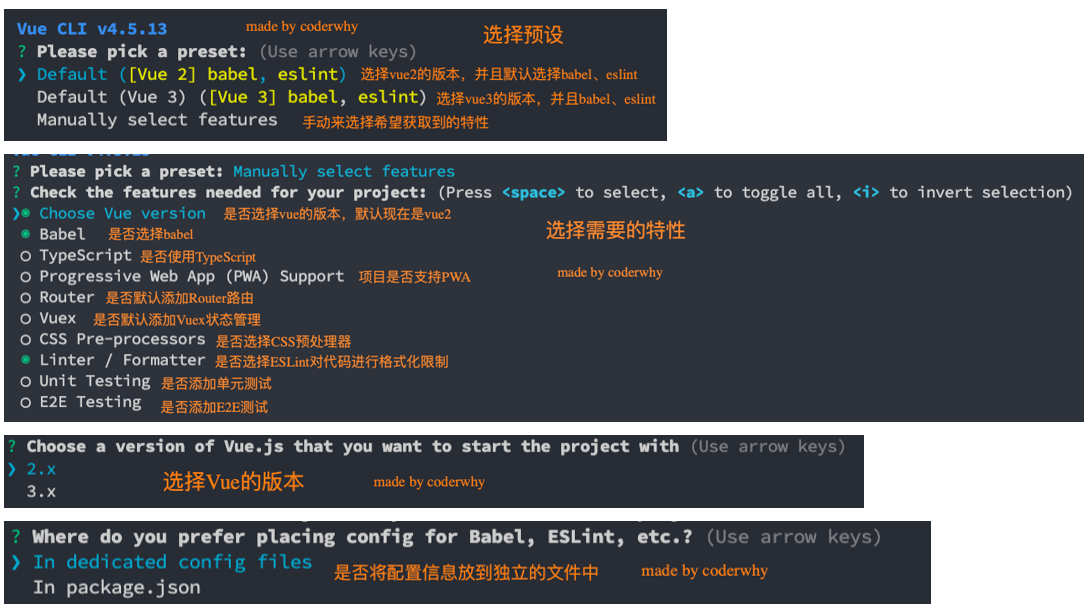 Vue CLI v4.5.13 made by coderwhy 选择预设
? Please pick a preset: (Use arrow keys)
❯ Default ([Vue 2] babel, eslint) 选择vue2的版本，并且默认选择babel、eslint
Default (Vue 3) ([Vue 3] babel, eslint) 选择vue3的版本，并且babel、eslint
Manually select features 手动来选择希望获取到的特性
? Please pick a preset: Manually select features
? Check the features needed for your project: (Press <space> to select, <a> to toggle all, <i> to invert selection)
❯◉ Choose Vue version 是否选择vue的版本，默认现在是vue2
◉ Babel 是否选择babel 选择需要的特性
○ TypeScript 是否使用TypeScript
○ Progressive Web App (PWA) Support 项目是否支持PWA made by coderwhy
○ Router 是否默认添加Router路由
○ Vuex 是否默认添加Vuex状态管理
○ CSS Pre-processors 是否选择CSS预处理器
◉ Linter / Formatter 是否选择ESLint对代码进行格式化限制
○ Unit Testing 是否添加单元测试
○ E2E Testing 是否添加E2E测试
? Choose a version of Vue.js that you want to start the project with (Use arrow keys)
❯ 2.x
选择Vue的版本 made by coderwhy
3.x
? Where do you prefer placing config for Babel, ESLint, etc.? (Use arrow keys)
❯ In dedicated config files 是否将配置信息放到独立的文件中 made by coderwhy
In package.json